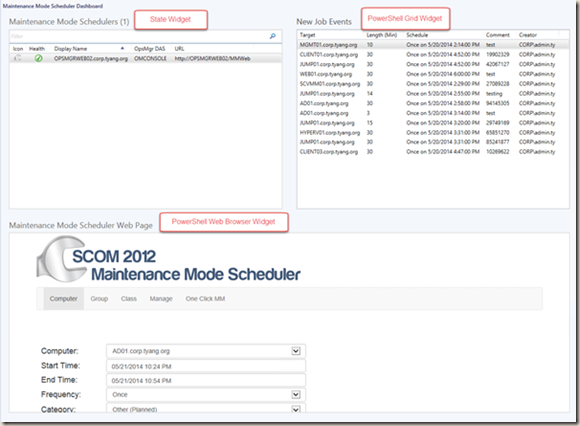 Maintenance Mode Scheduler Dashboard
Maintenance Mode Schedulers (1)
State Widget
Filter
Icon Health Display Name OpsMgr DAS URL
OPSMGRWEB02.corp.tyang.org OMCONSOLE http://OPSMGRWEB02/MMWeb
New Job Events
PowerShell Grid Widget
Target Length (Min) Schedule Comment Creator
MGMT01.corp.tyang.org 10 Once on 5/20/2014 2:14:00 PM test CORP\admin.ty
CLIENT01.corp.tyang.org 30 Once on 5/20/2014 4:52:00 PM 19902329 CORP\admin.ty
JUMP01.corp.tyang.org 30 Once on 5/20/2014 4:52:00 PM 42067127 CORP\admin.ty
WEB01.corp.tyang.org 30 Once on 5/20/2014 6:00:00 PM test CORP\admin.ty
SCVMM01.corp.tyang.org 30 Once on 5/20/2014 2:29:00 PM 27089228 CORP\admin.ty
JUMP01.corp.tyang.org 14 Once on 5/20/2014 2:55:00 PM testing CORP\admin.ty
AD01.corp.tyang.org 30 Once on 5/20/2014 2:58:00 PM 94145305 CORP\admin.ty
AD01.corp.tyang.org 3 Once on 5/20/2014 3:14:00 PM test CORP\admin.ty
JUMP01.corp.tyang.org 15 Once on 5/20/2014 3:20:00 PM 29749169 CORP\admin.ty
HYPERV01.corp.tyang.org 30 Once on 5/20/2014 3:31:00 PM 65851270 CORP\admin.ty
JUMP01.corp.tyang.org 30 Once on 5/20/2014 3:31:00 PM 85241877 CORP\admin.ty
CLIENT03.corp.tyang.org 30 Once on 5/20/2014 4:47:00 PM 10269622 CORP\admin.ty
Maintenance Mode Scheduler Web Page
PowerShell Web Browser Widget
SCOM 2012
Maintenance Mode Scheduler
Computer Group Class Manage One Click MM
Computer: AD01.corp.tyang.org
Start Time: 05/21/2014 10:24 PM
End Time: 05/21/2014 10:54 PM
Frequency: Once
Category: Other (Planned)